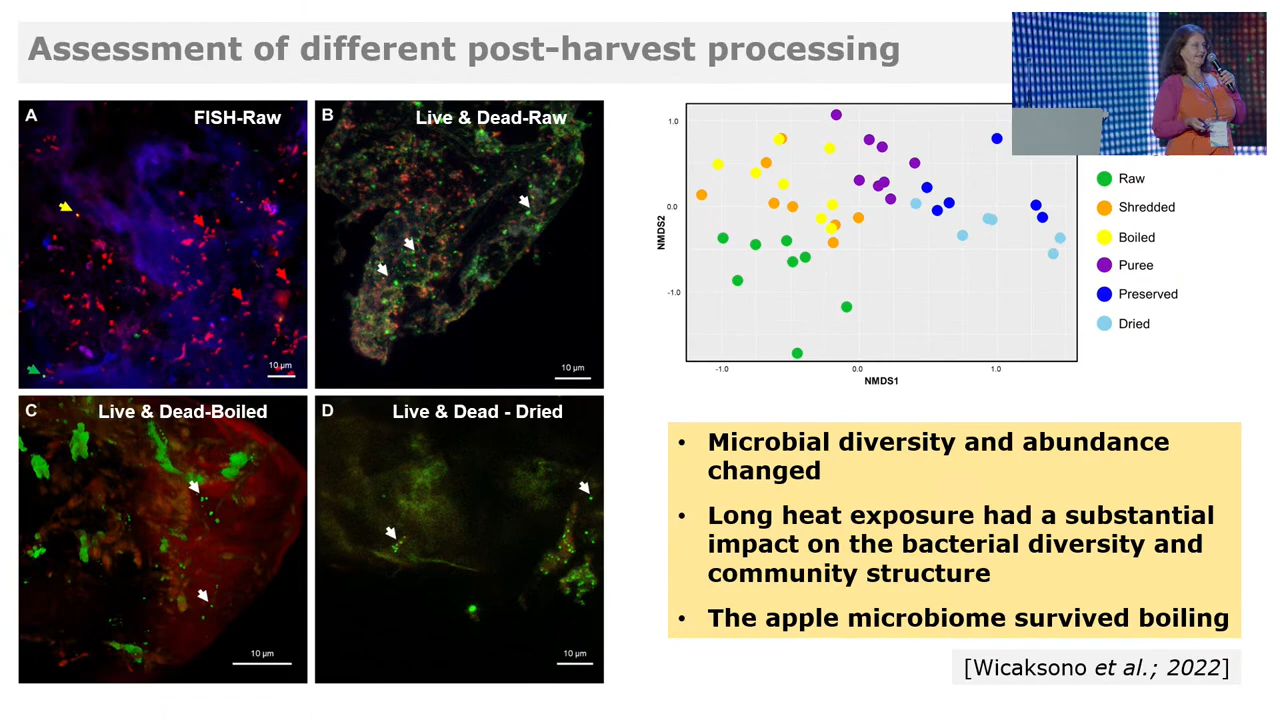 Assessment of different post-harvest processing
A
FISH-Raw
10 µm
B
Live & Dead-Raw
10 µm
C
Live & Dead-Boiled
10 µm
D
Live & Dead - Dried
10 µm
1.0
0.0
-1.0
NMDS2
-1.0
0.0
1.0
NMDS1
Raw
Shredded
Boiled
Puree
Preserved
Dried
• Microbial diversity and abundance
changed
• Long heat exposure had a substantial
impact on the bacterial diversity and
community structure
• The apple microbiome survived boiling
[Wicaksono et al.; 2022]